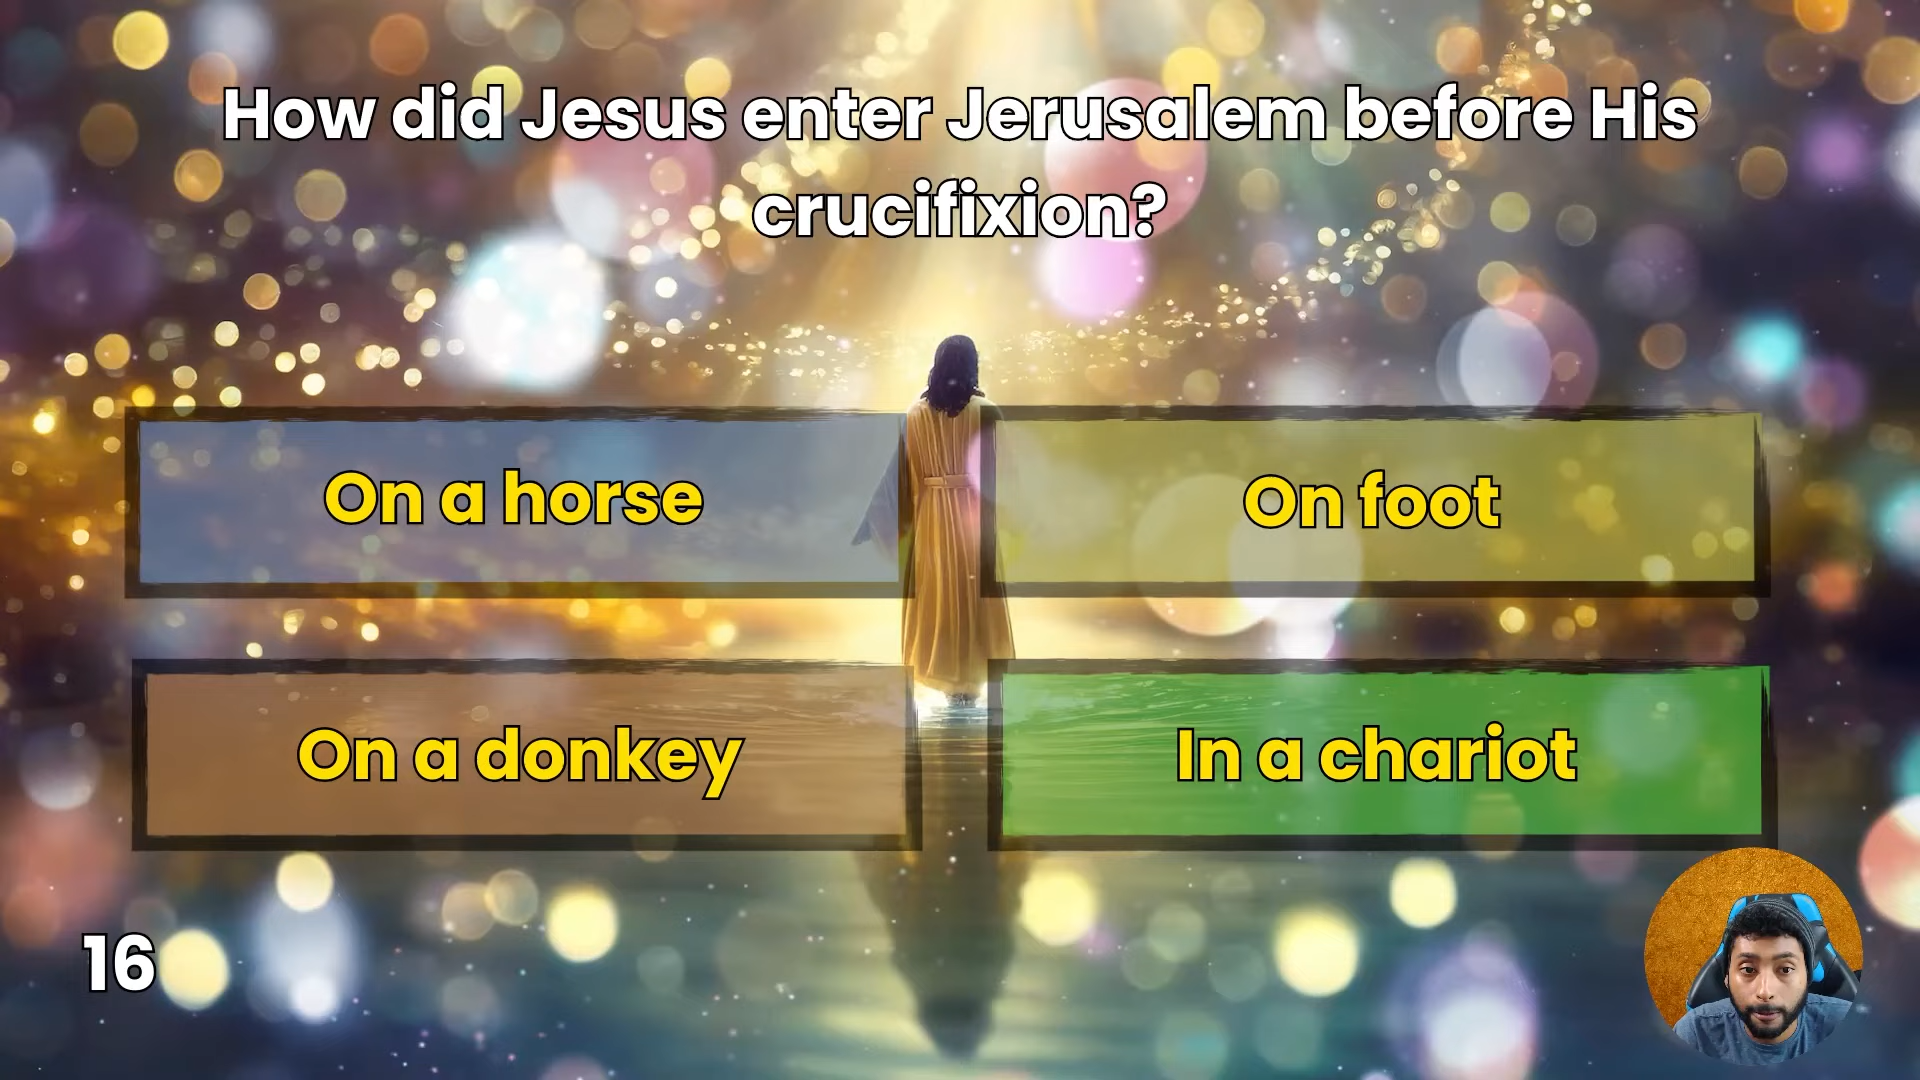 How did Jesus enter Jerusalem before His
crucifixion?
On a horse
On foot
On a donkey
In a chariot
16